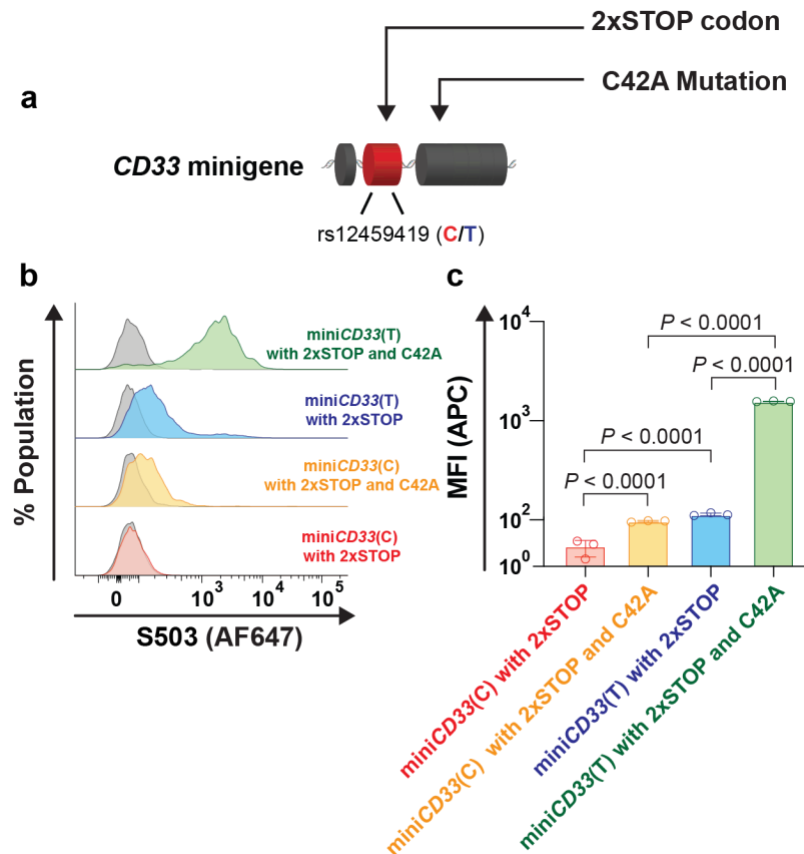 2xSTOP codon
a
C42A Mutation
CD33 minigene
rs12459419 (C/T)
b
c
% Population
miniCD33(T)
with 2xSTOP and C42A
miniCD33(T)
with 2xSTOP
miniCD33(C)
with 2xSTOP and C42A
miniCD33(C)
with 2xSTOP
0 10³ 10⁴ 10⁵
S503 (AF647)
MFI (APC)
10⁴
10³
10²
10⁰
P < 0.0001
P < 0.0001
P < 0.0001
P < 0.0001
miniCD33(C) with 2xSTOP
miniCD33(C) with 2xSTOP and C42A
miniCD33(T) with 2xSTOP
miniCD33(T) with 2xSTOP and C42A